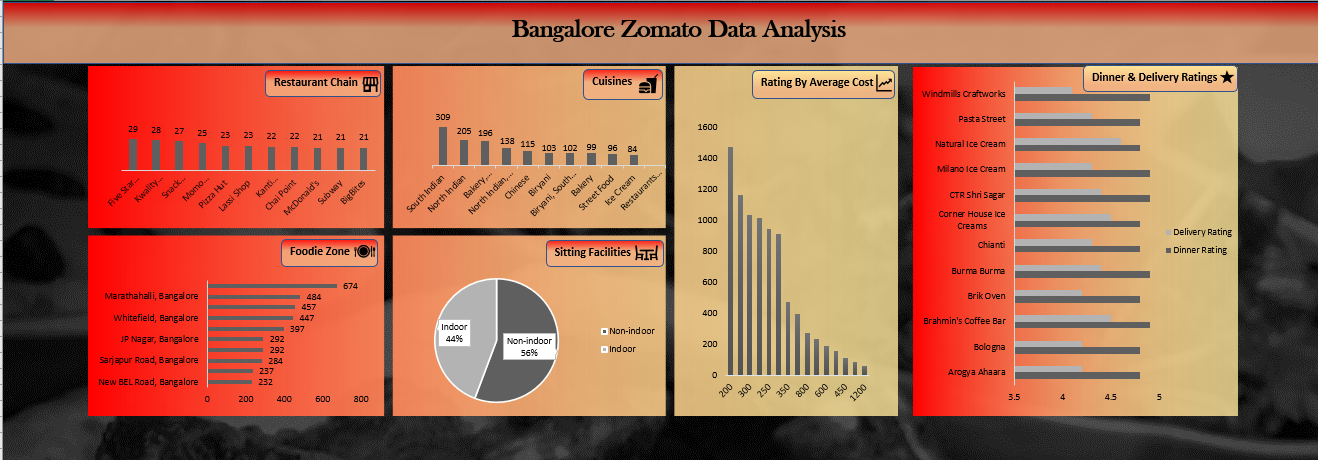 Bangalore Zomato Data Analysis
Restaurant Chain
29 28 27 25 23 23 22 22 21 21 21
Five Star... Kwality... Snack... Momo... Pizza Hut Lassi Shop Kanti... Chai Point McDonald's Subway BigBites
Cuisines
309 205 196 138 115 103 102 99 96 84
South Indian North Indian Bakery,... North Indian,... Chinese Biryani Biryani, South... Bakery Street Food Ice Cream Restaurants...
Foodie Zone
674
Marathahalli, Bangalore 484
457
Whitefield, Bangalore 447
397
JP Nagar, Bangalore 292
292
Sarjapur Road, Bangalore 284
237
New BEL Road, Bangalore 232
0 200 400 600 800
Sitting Facilities
Indoor
44%
Non-indoor
56%
Non-indoor
Indoor
Rating By Average Cost
1600
1400
1200
1000
800
600
400
200
0
200 300 250 350 800 600 450 1200
Dinner & Delivery Ratings
Windmills Craftworks
Pasta Street
Natural Ice Cream
Milano Ice Cream
CTR Shri Sagar
Corner House Ice
Creams
Chianti
Burma Burma
Brik Oven
Brahmin's Coffee Bar
Bologna
Arogya Ahaara
3.5 4 4.5 5
Delivery Rating
Dinner Rating